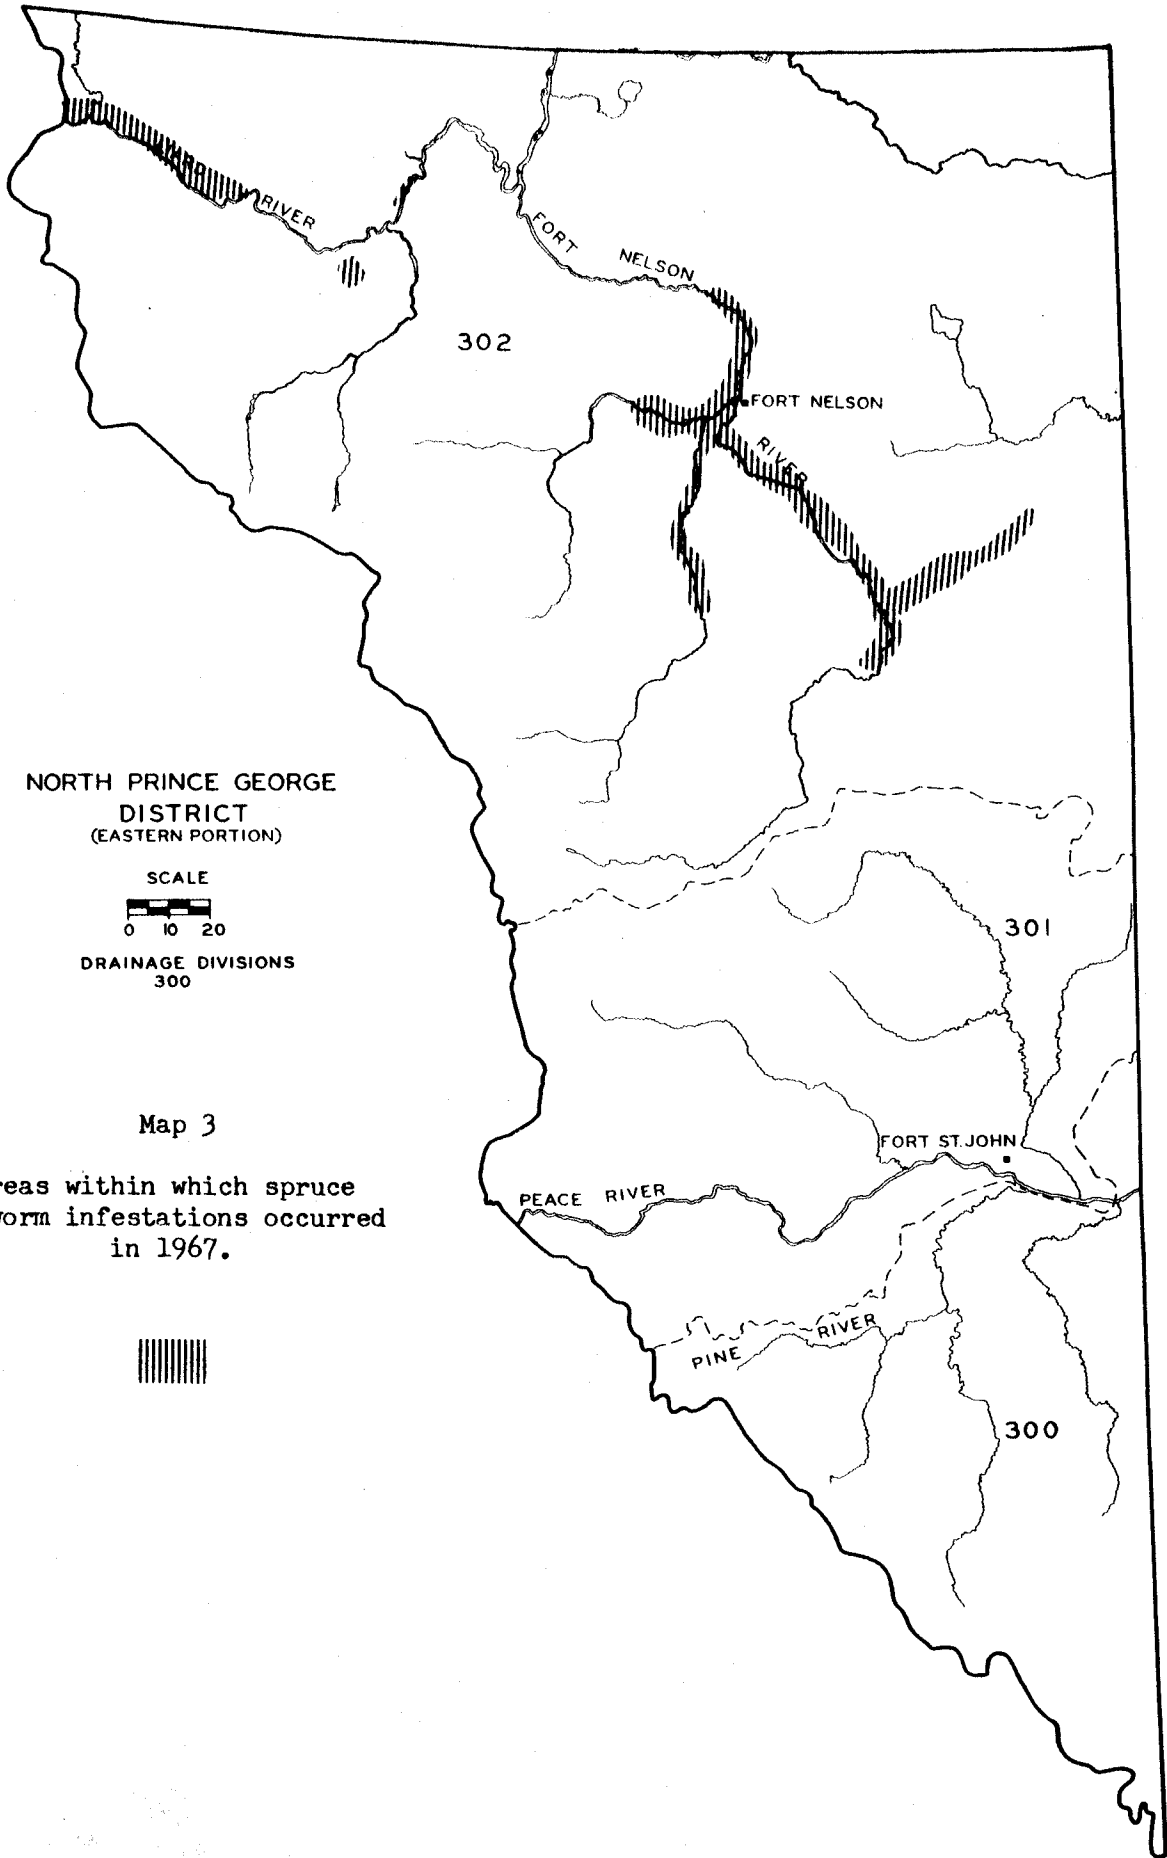 RIVER
FORT NELSON
302
FORT NELSON
RIVER
NORTH PRINCE GEORGE
DISTRICT
(EASTERN PORTION)
SCALE
0 10 20
DRAINAGE DIVISIONS
300
301
Map 3
reas within which spruce
worm infestations occurred
in 1967.
FORT ST. JOHN
PEACE RIVER
PINE RIVER
300